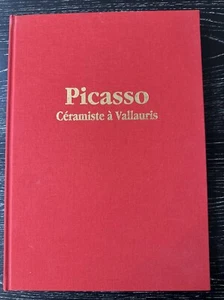 Picasso
Céramiste à Vallauris